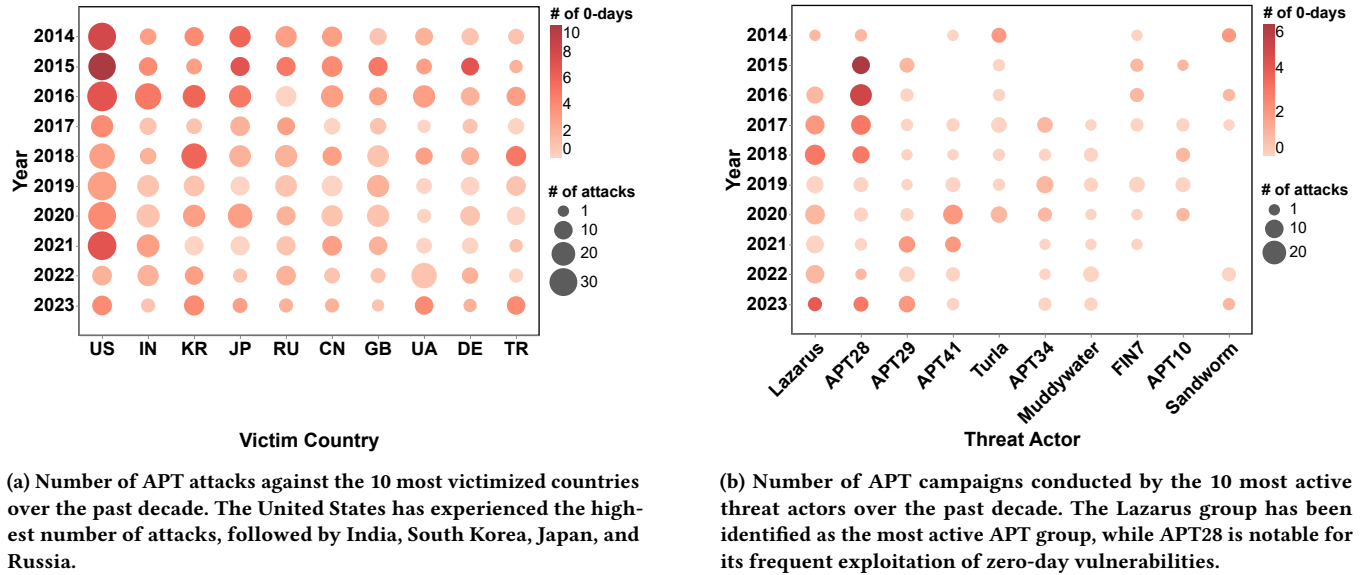 # of 0-days
10
8
6
4
2
0
# of attacks
1
10
20
30
2014
2015
2016
2017
2018
2019
2020
2021
2022
2023
Year
US IN KR JP RU CN GB UA DE TR
Victim Country
(a) Number of APT attacks against the 10 most victimized countries
over the past decade. The United States has experienced the high-
est number of attacks, followed by India, South Korea, Japan, and
Russia.
# of 0-days
6
4
2
0
# of attacks
1
10
20
2014
2015
2016
2017
2018
2019
2020
2021
2022
2023
Year
Lazarus APT28 APT29 APT41 Turla APT34 Muddywater FIN7 APT10 Sandworm
Threat Actor
(b) Number of APT campaigns conducted by the 10 most active
threat actors over the past decade. The Lazarus group has been
identified as the most active APT group, while APT28 is notable for
its frequent exploitation of zero-day vulnerabilities.